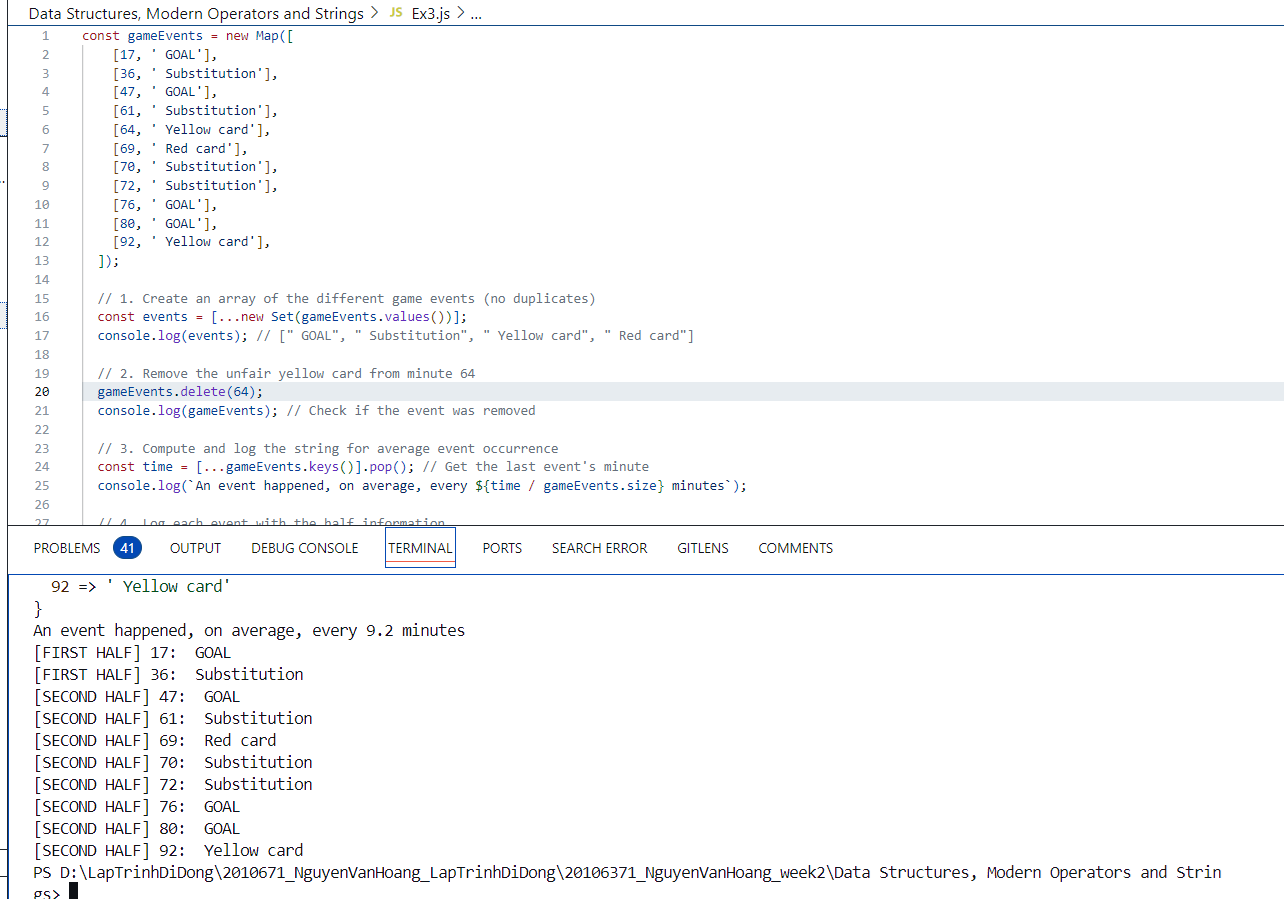 Data Structures, Modern Operators and Strings > JS Ex3.js > ...
1 const gameEvents = new Map([
2 [17, ' GOAL'],
3 [36, ' Substitution'],
4 [47, ' GOAL'],
5 [61, ' Substitution'],
6 [64, ' Yellow card'],
7 [69, ' Red card'],
8 [70, ' Substitution'],
9 [72, ' Substitution'],
10 [76, ' GOAL'],
11 [80, ' GOAL'],
12 [92, ' Yellow card'],
13 ]);
14
15 // 1. Create an array of the different game events (no duplicates)
16 const events = [...new Set(gameEvents.values())];
17 console.log(events); // [" GOAL", " Substitution", " Yellow card", " Red card"]
18
19 // 2. Remove the unfair yellow card from minute 64
20 gameEvents.delete(64);
21 console.log(gameEvents); // Check if the event was removed
22
23 // 3. Compute and log the string for average event occurrence
24 const time = [...gameEvents.keys()].pop(); // Get the last event's minute
25 console.log(`An event happened, on average, every ${time / gameEvents.size} minutes`);
26
27 // 4. Log each event with the half information
PROBLEMS 41 OUTPUT DEBUG CONSOLE TERMINAL PORTS SEARCH ERROR GITLENS COMMENTS
92 => ' Yellow card'
}
An event happened, on average, every 9.2 minutes
[FIRST HALF] 17:  GOAL
[FIRST HALF] 36:  Substitution
[SECOND HALF] 47:  GOAL
[SECOND HALF] 61:  Substitution
[SECOND HALF] 69:  Red card
[SECOND HALF] 70:  Substitution
[SECOND HALF] 72:  Substitution
[SECOND HALF] 76:  GOAL
[SECOND HALF] 80:  GOAL
[SECOND HALF] 92:  Yellow card
PS D:\LapTrinhDiDong\2010671_NguyenVanHoang_LapTrinhDiDong\20106371_NguyenVanHoang_week2\Data Structures, Modern Operators and Strin
gs>